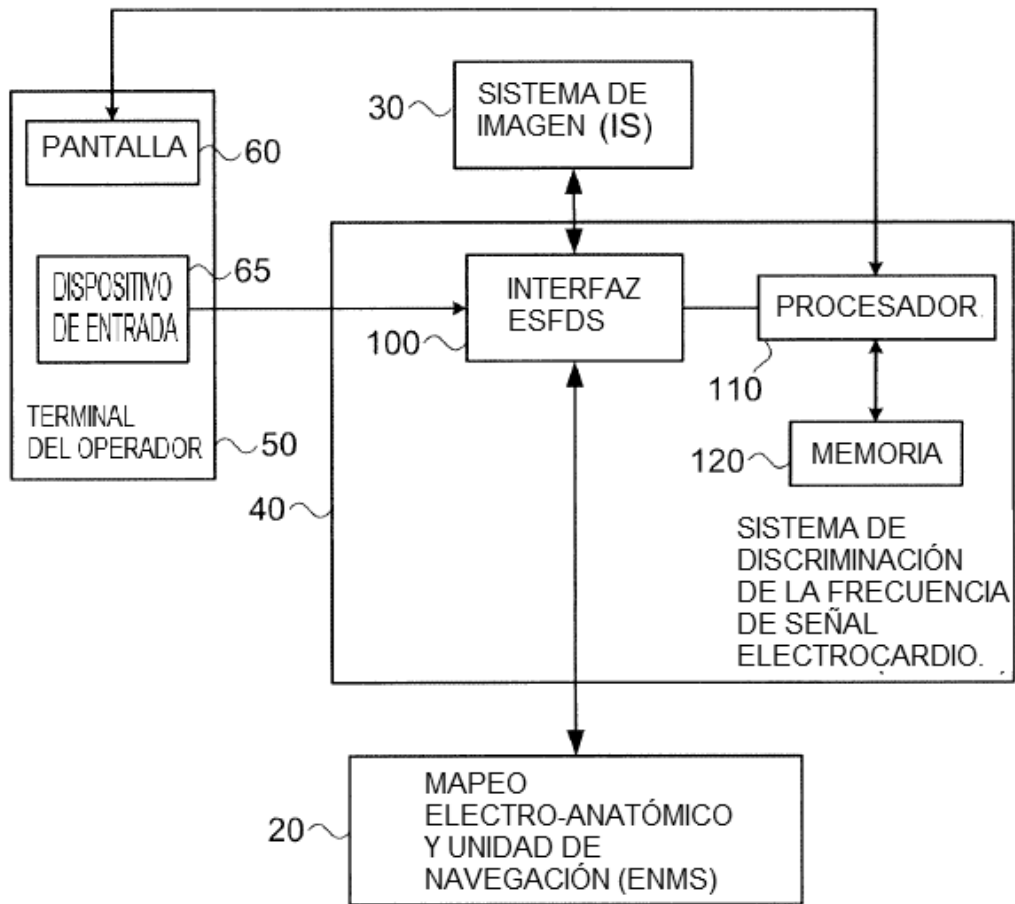 PANTALLA
60
30
SISTEMA DE
IMAGEN (IS)
DISPOSITIVO
DE ENTRADA
65
TERMINAL
DEL OPERADOR
50
INTERFAZ
ESFDS
100
PROCESADOR.
110
MEMORIA
120
40
SISTEMA DE
DISCRIMINACIÓN
DE LA FRECUENCIA
DE SEÑAL
ELECTROCARDIO.
MAPEO
ELECTRO-ANATÓMICO
Y UNIDAD DE
NAVEGACIÓN (ENMS)
20